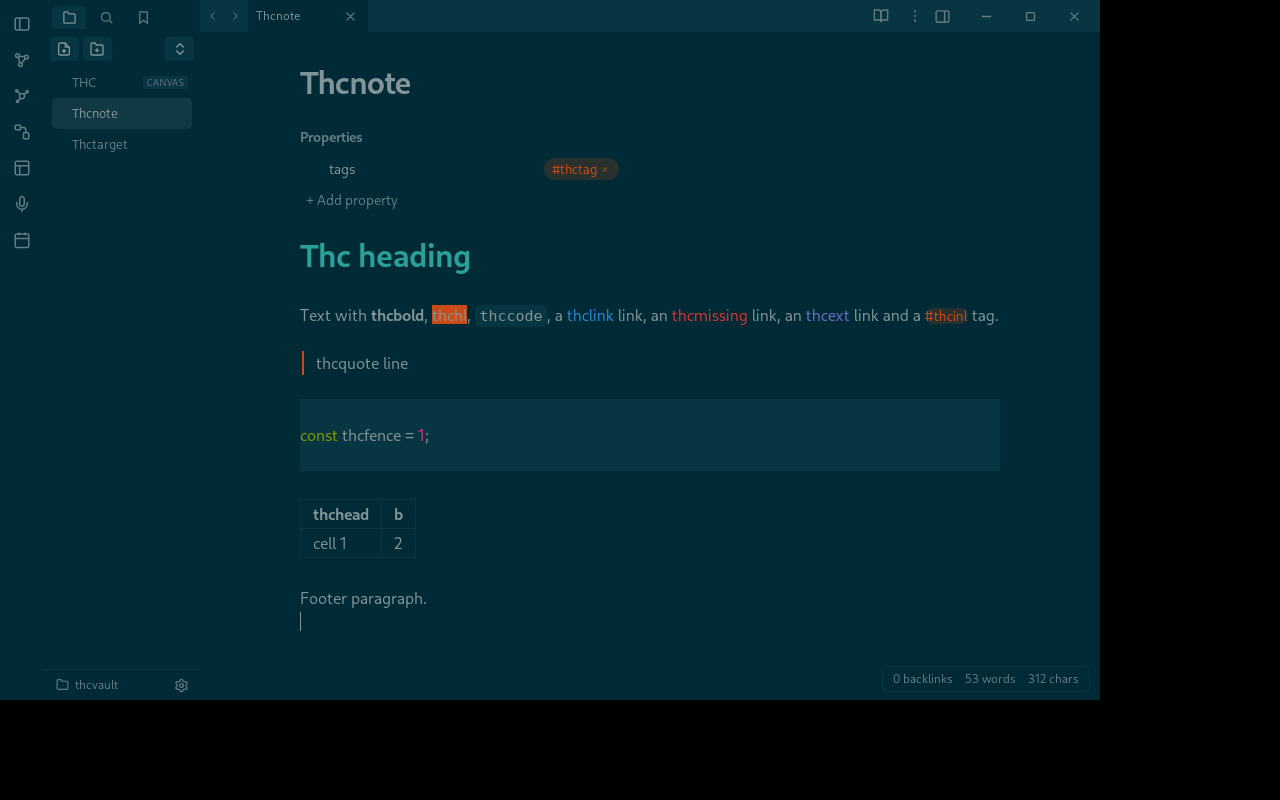 Thcnote
THC CANVAS
Thcnote
Thctarget
Thcnote
Properties
tags #thctag ×
+ Add property
Thc heading
Text with thcbold, thchl, thccode, a thclink link, an thcmissing link, an thcext link and a #thcinl tag.
thcquote line
const thcfence = 1;
thchead b
cell 1 2
Footer paragraph.
thcvault
0 backlinks 53 words 312 chars